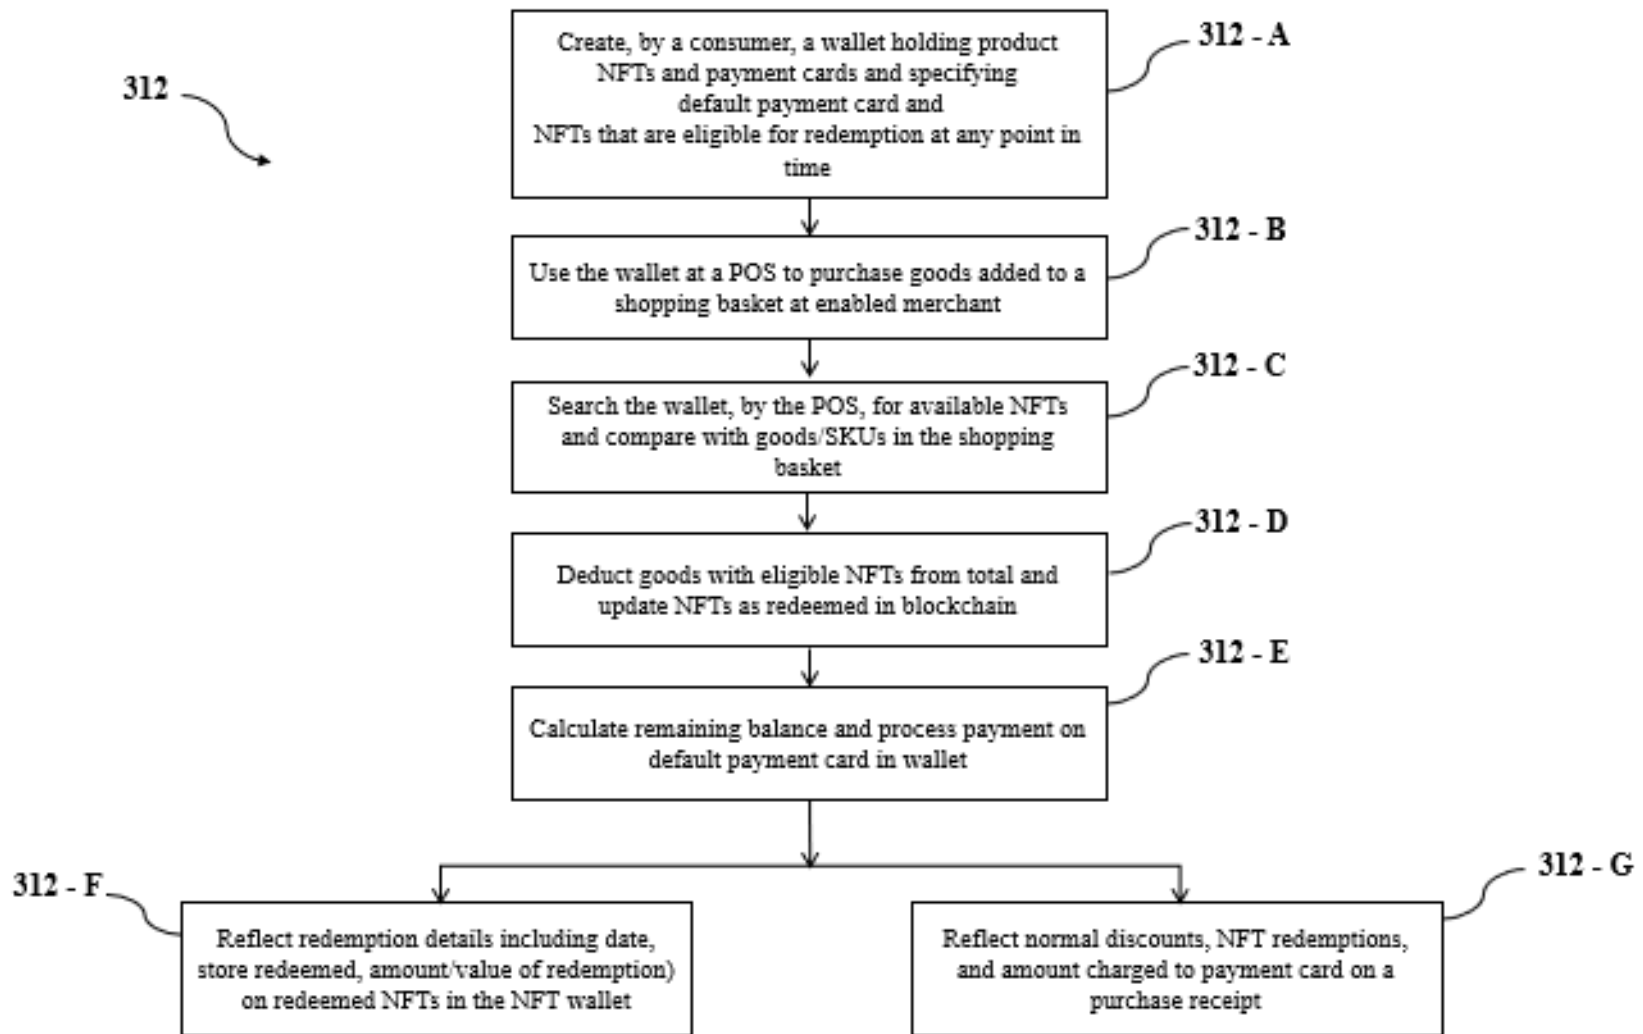 312
Create, by a consumer, a wallet holding product
NFTs and payment cards and specifying
default payment card and
NFTs that are eligible for redemption at any point in
time
312 - A
Use the wallet at a POS to purchase goods added to a
shopping basket at enabled merchant
312 - B
Search the wallet, by the POS, for available NFTs
and compare with goods/SKUs in the shopping
basket
312 - C
Deduct goods with eligible NFTs from total and
update NFTs as redeemed in blockchain
312 - D
Calculate remaining balance and process payment on
default payment card in wallet
312 - E
312 - F
Reflect redemption details including date,
store redeemed, amount/value of redemption)
on redeemed NFTs in the NFT wallet
312 - G
Reflect normal discounts, NFT redemptions,
and amount charged to payment card on a
purchase receipt